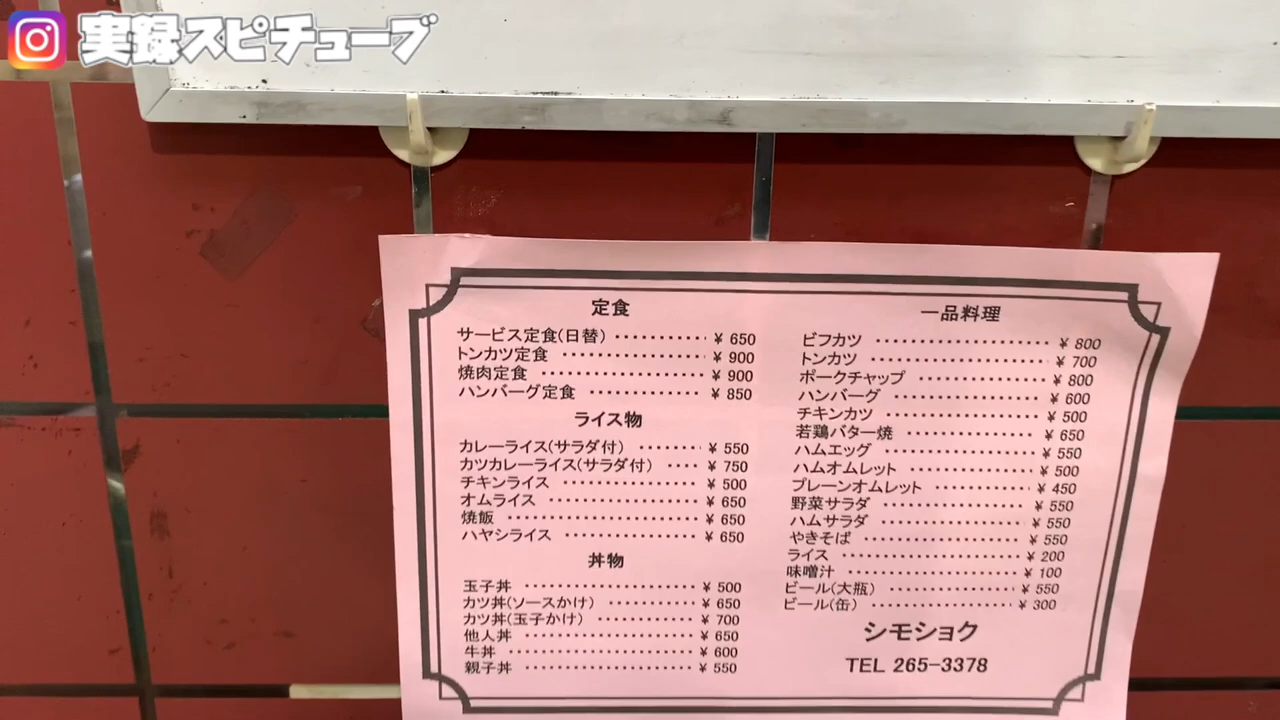 実録スピチューブ
定食
サービス定食(日替) ¥ 650
トンカツ定食 ¥ 900
焼肉定食 ¥ 900
ハンバーグ定食 ¥ 850
ライス物
カレーライス(サラダ付) ¥ 550
カツカレーライス(サラダ付) ¥ 750
チキンライス ¥ 500
オムライス ¥ 650
焼飯 ¥ 650
ハヤシライス ¥ 650
丼物
玉子丼 ¥ 500
カツ丼(ソースかけ) ¥ 650
カツ丼(玉子かけ) ¥ 700
他人丼 ¥ 650
牛丼 ¥ 600
親子丼 ¥ 550
一品料理
ビフカツ ¥ 800
トンカツ ¥ 700
ポークチャップ ¥ 800
ハンバーグ ¥ 600
チキンカツ ¥ 500
若鶏バター焼 ¥ 650
ハムエッグ ¥ 550
ハムオムレット ¥ 500
プレーンオムレット ¥ 450
野菜サラダ ¥ 550
ハムサラダ ¥ 550
やきそば ¥ 550
ライス ¥ 200
味噌汁 ¥ 100
ビール(大瓶) ¥ 550
ビール(缶) ¥ 300
シモショク
TEL 265-3378